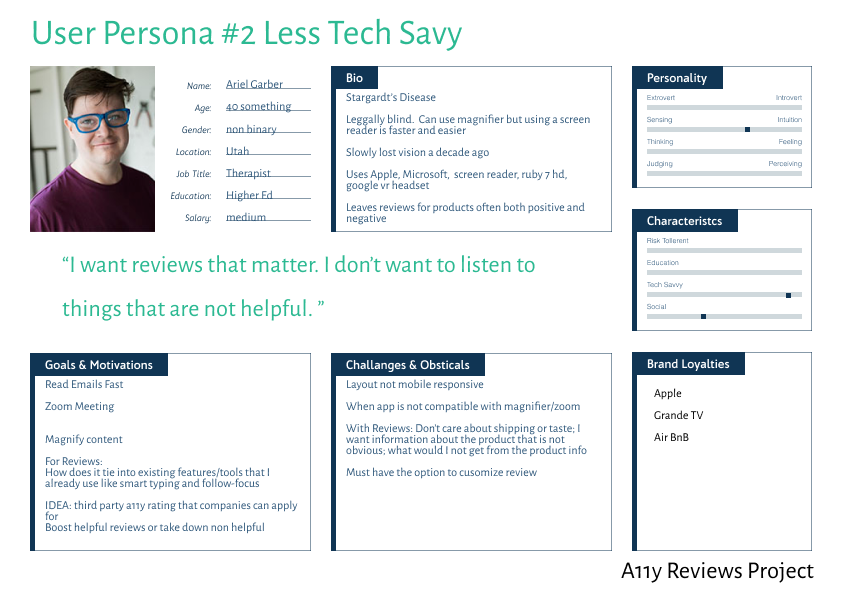 User Persona #2 Less Tech Savy
Name: Ariel Garber
Age: 40 something
Gender: non binary
Location: Utah
Job Title: Therapist
Education: Higher Ed
Salary: medium
Bio
Stargardt's Disease
Leggally blind. Can use magnifier but using a screen
reader is faster and easier
Slowly lost vision a decade ago
Uses Apple, Microsoft, screen reader, ruby 7 hd,
google vr headset
Leaves reviews for products often both positive and
negative
Personality
Extrovert Introvert
Sensing Intuition
Thinking Feeling
Judging Perceiving
Characteristcs
Risk Tollerent
Education
Tech Savvy
Social
“I want reviews that matter. I don’t want to listen to
things that are not helpful. ”
Goals & Motivations
Read Emails Fast
Zoom Meeting
Magnify content
For Reviews:
How does it tie into existing features/tools that I
already use like smart typing and follow-focus
IDEA: third party a11y rating that companies can apply
for
Boost helpful reviews or take down non helpful
Challanges & Obsticals
Layout not mobile responsive
When app is not compatible with magnifier/zoom
With Reviews: Don't care about shipping or taste; I
want information about the product that is not
obvious; what would I not get from the product info
Must have the option to cusomize review
Brand Loyalties
Apple
Grande TV
Air BnB
A11y Reviews Project